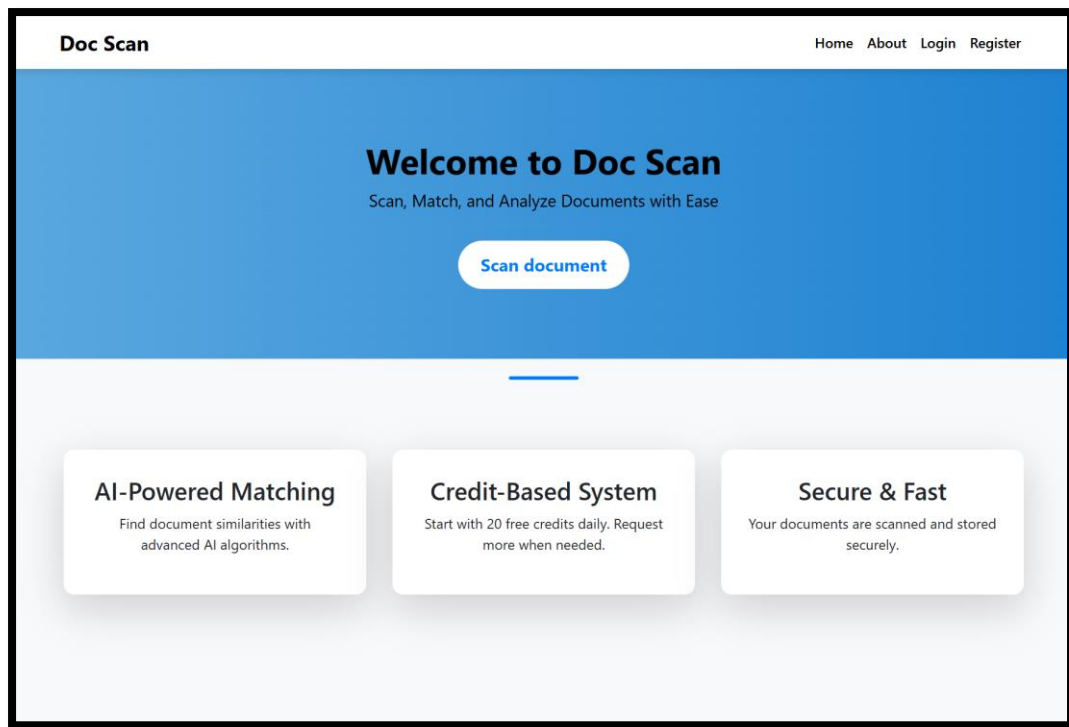 Doc Scan
Home About Login Register
Welcome to Doc Scan
Scan, Match, and Analyze Documents with Ease
Scan document
AI-Powered Matching
Find document similarities with
advanced AI algorithms.
Credit-Based System
Start with 20 free credits daily. Request
more when needed.
Secure & Fast
Your documents are scanned and stored
securely.